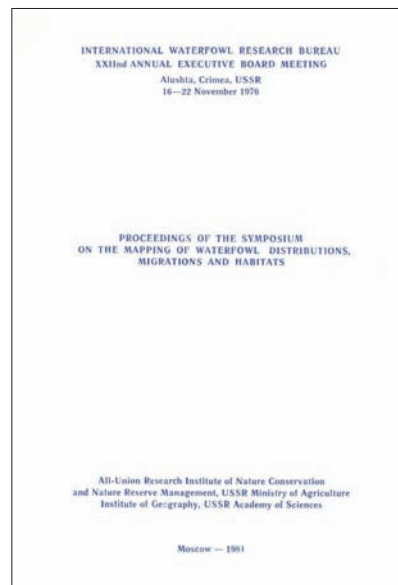 INTERNATIONAL WATERFOWL RESEARCH BUREAU
XXIInd ANNUAL EXECUTIVE BOARD MEETING
Alushta, Crimea, USSR
16—22 November 1976
PROCEEDINGS OF THE SYMPOSIUM
ON THE MAPPING OF WATERFOWL DISTRIBUTIONS,
MIGRATIONS AND HABITATS
All-Union Research Institute of Nature Conservation
and Nature Reserve Management, USSR Ministry of Agriculture
Institute of Geography, USSR Academy of Sciences
Moscow — 1981